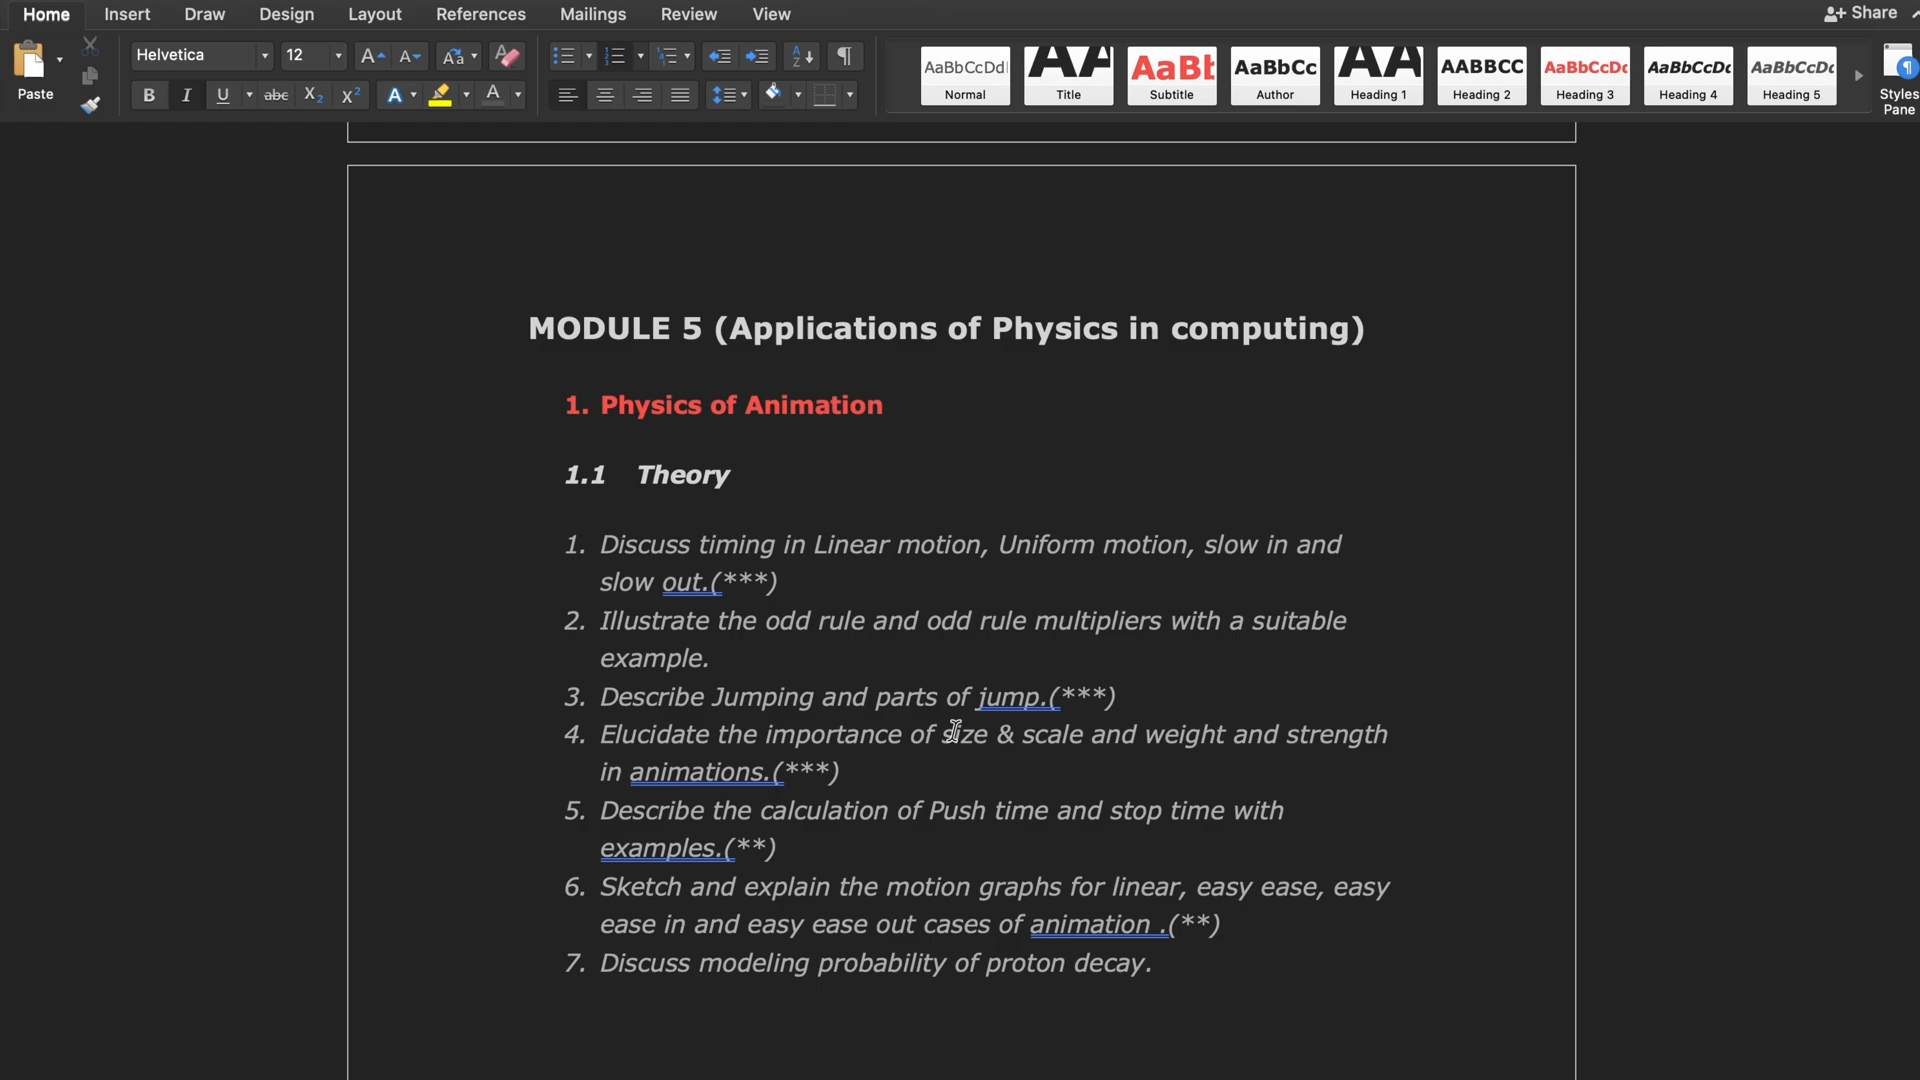 Home Insert Draw Design Layout References Mailings Review View Share
Paste Helvetica 12 Aa
B I U abc X₂ X² A A
AaBbCcDd Normal
AA Title
AaBb Subtitle
AaBbCc Author
AA Heading 1
AABBCC Heading 2
AaBbCcDc Heading 3
AaBbCcDc Heading 4
AaBbCcDc Heading 5
Styles Pane
MODULE 5 (Applications of Physics in computing)
1. Physics of Animation
1.1 Theory
1. Discuss timing in Linear motion, Uniform motion, slow in and
slow out.(***)
2. Illustrate the odd rule and odd rule multipliers with a suitable
example.
3. Describe Jumping and parts of jump.(***)
4. Elucidate the importance of size & scale and weight and strength
in animations.(***)
5. Describe the calculation of Push time and stop time with
examples.(**)
6. Sketch and explain the motion graphs for linear, easy ease, easy
ease in and easy ease out cases of animation .(**)
7. Discuss modeling probability of proton decay.